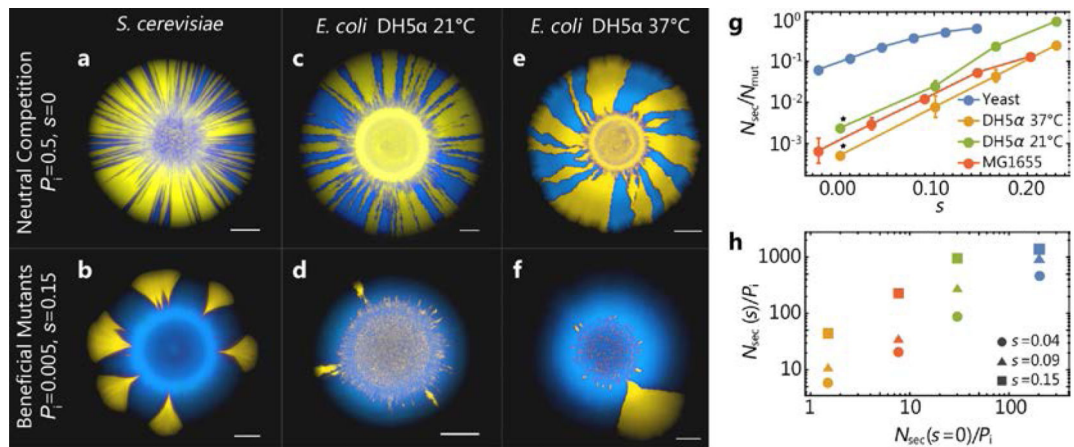 S. cerevisiae
E. coli DH5α 21°C
E. coli DH5α 37°C
Neutral Competition
Pi=0.5, s=0
Beneficial Mutants
Pi=0.005, s=0.15
a
c
e
b
d
f
g
Nsec/Nmut
10^0
10^-1
10^-2
10^-3
Yeast
DH5α 37°C
DH5α 21°C
MG1655
0.00
0.10
0.20
s
h
Nsec(s)/Pi
1000
100
10
s=0.04
s=0.09
s=0.15
1
10
100
Nsec(s=0)/Pi